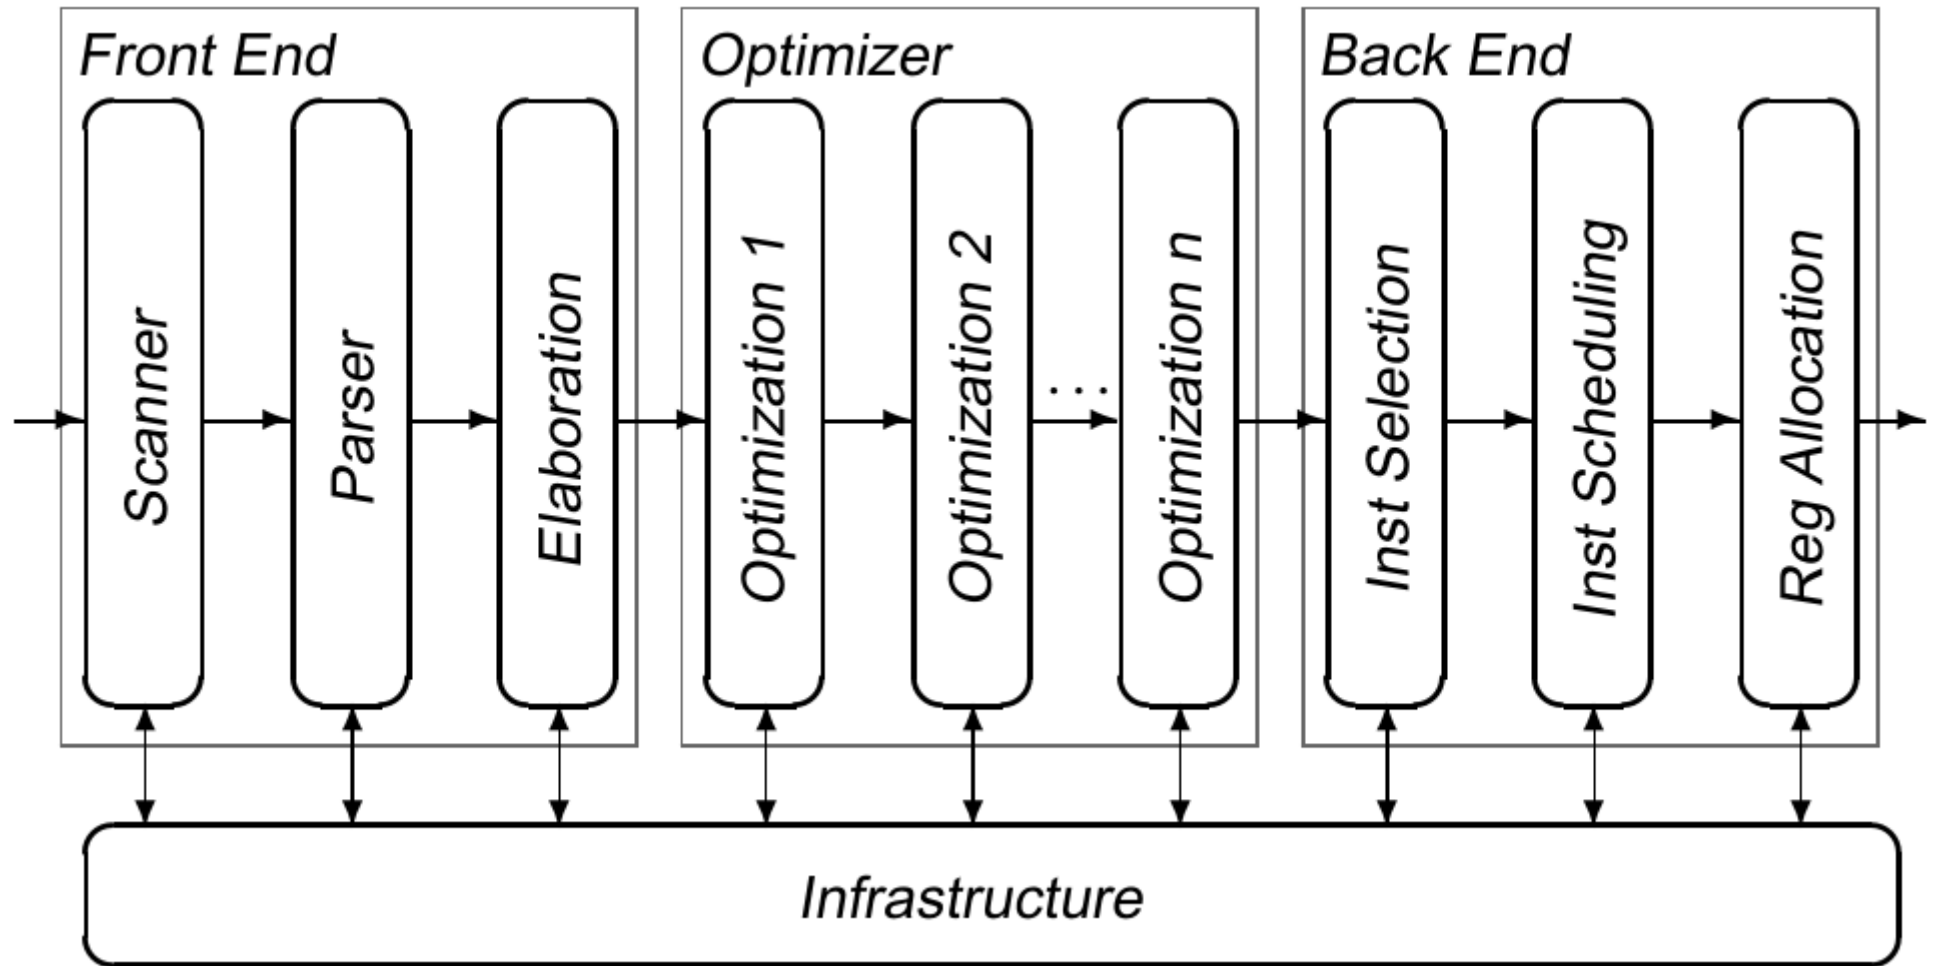 Front End
Scanner
Parser
Elaboration
Optimizer
Optimization 1
Optimization 2
...
Optimization n
Back End
Inst Selection
Inst Scheduling
Reg Allocation
Infrastructure